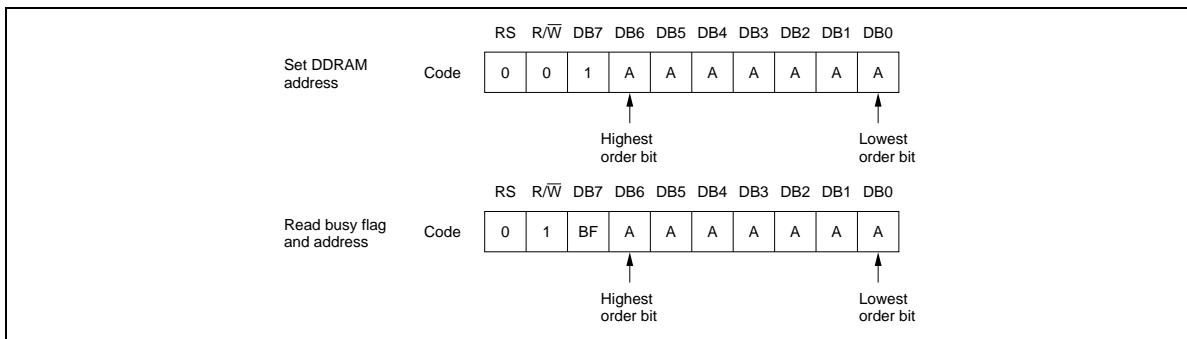 RS R/W̅ DB7 DB6 DB5 DB4 DB3 DB2 DB1 DB0
Set DDRAM
address
Code 0 0 1 A A A A A A A
Highest
order bit
Lowest
order bit
RS R/W̅ DB7 DB6 DB5 DB4 DB3 DB2 DB1 DB0
Read busy flag
and address
Code 0 1 BF A A A A A A A
Highest
order bit
Lowest
order bit